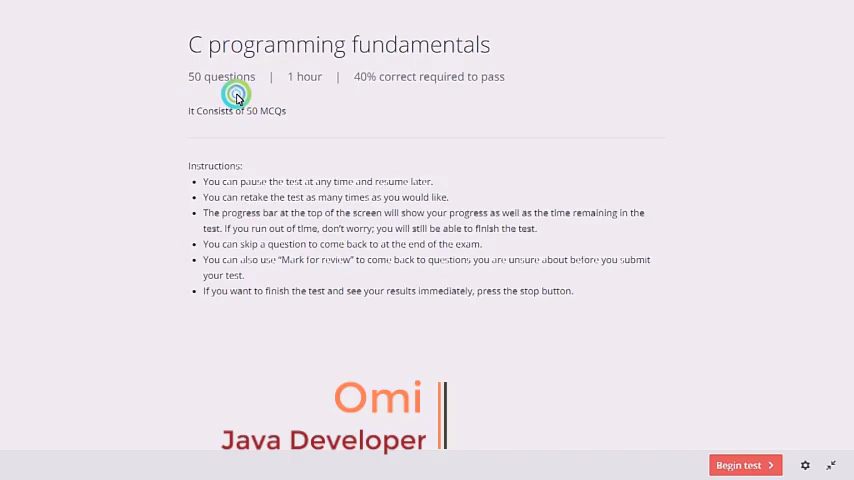 C programming fundamentals
50 questions | 1 hour | 40% correct required to pass
It Consists of 50 MCQs
Instructions:
• You can pause the test at any time and resume later.
• You can retake the test as many times as you would like.
• The progress bar at the top of the screen will show your progress as well as the time remaining in the
test. If you run out of time, don't worry; you will still be able to finish the test.
• You can skip a question to come back to at the end of the exam.
• You can also use "Mark for review" to come back to questions you are unsure about before you submit
your test.
• If you want to finish the test and see your results immediately, press the stop button.
Omi
Java Developer
Begin test